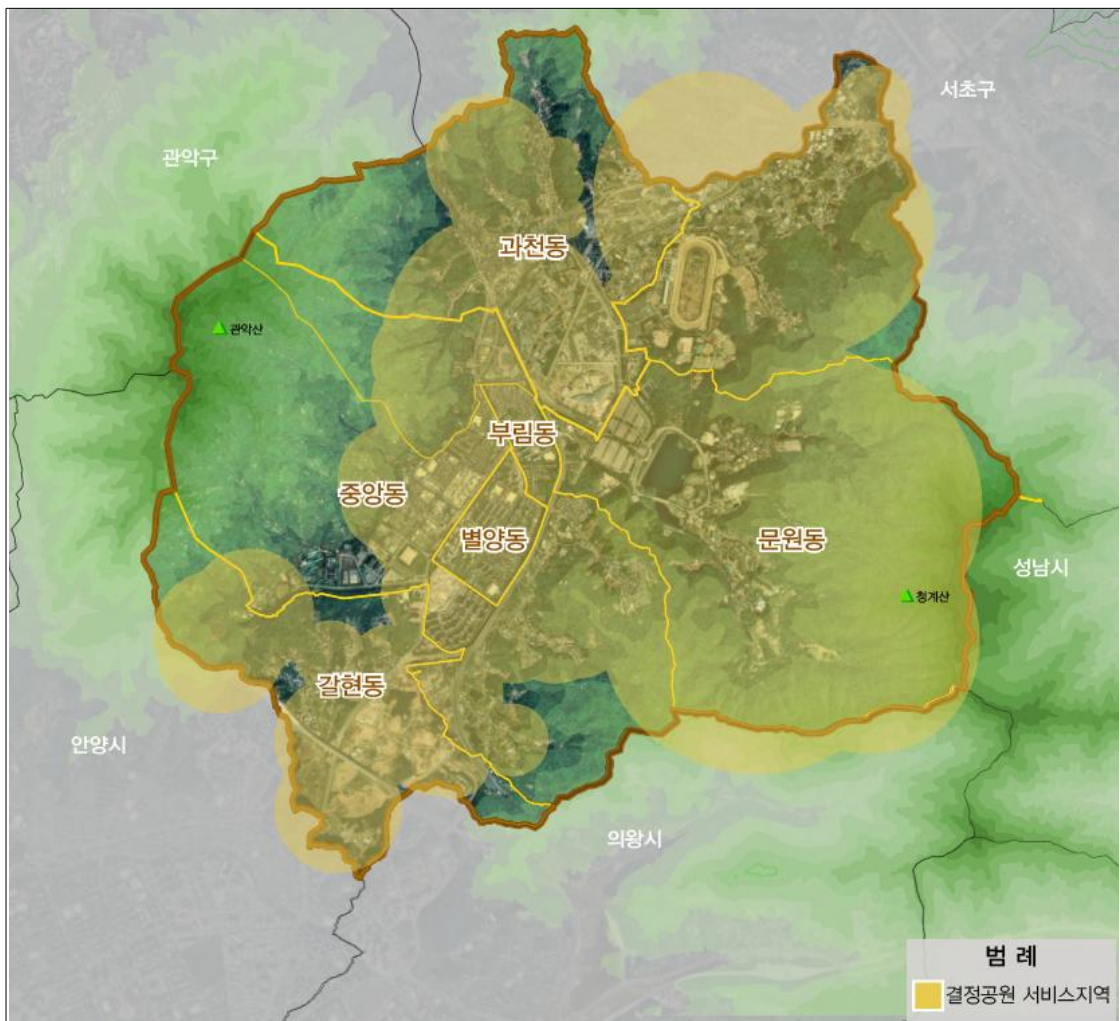 서초구
관악구
과천동
관악산
부림동
중앙동
별양동
문원동
성남시
청계산
갈현동
안양시
의왕시
범 례
결정공원 서비스지역